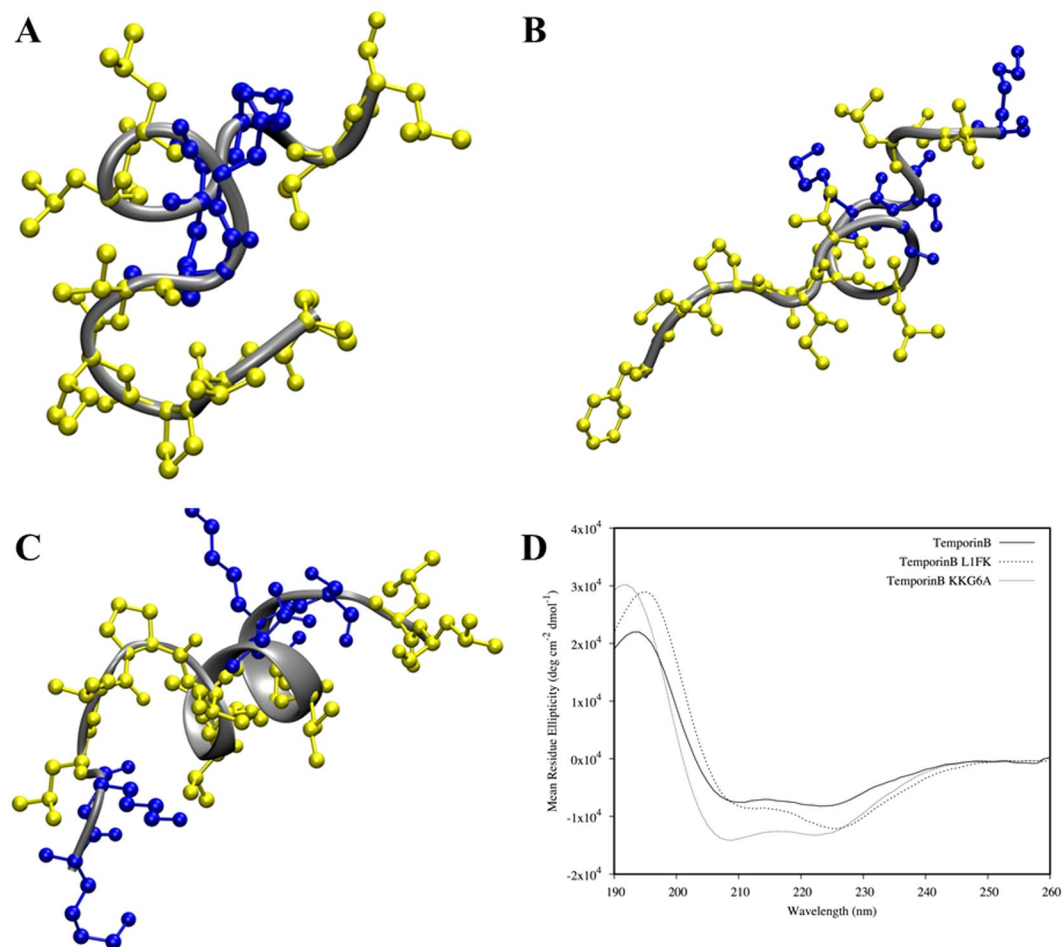 A
B
C
D
4x10⁴
3x10⁴
2x10⁴
1x10⁴
0x10⁰
-1x10⁴
-2x10⁴
Mean Residue Ellipticity (deg cm⁻² dmol⁻¹)
TemporinB
TemporinB L1FK
TemporinB KKG6A
190 200 210 220 230 240 250 260
Wavelength (nm)